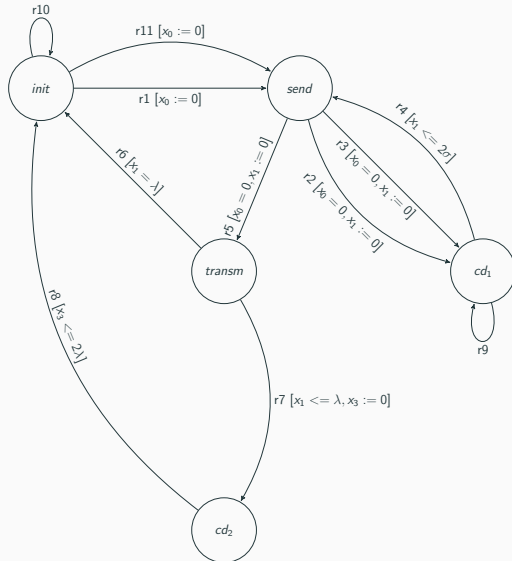 r10
r11 [x₀ := 0]
init
send
r1 [x₀ := 0]
r4 [x₁ <= 2σ]
r3 [x₀ = 0, x₁ := 0]
r6 [x₁ = λ]
r5 [x₀ = 0, x₁ := 0]
r2 [x₀ = 0, x₁ := 0]
transm
cd₁
r8 [x₃ <= 2λ]
r9
r7 [x₁ <= λ, x₃ := 0]
cd₂